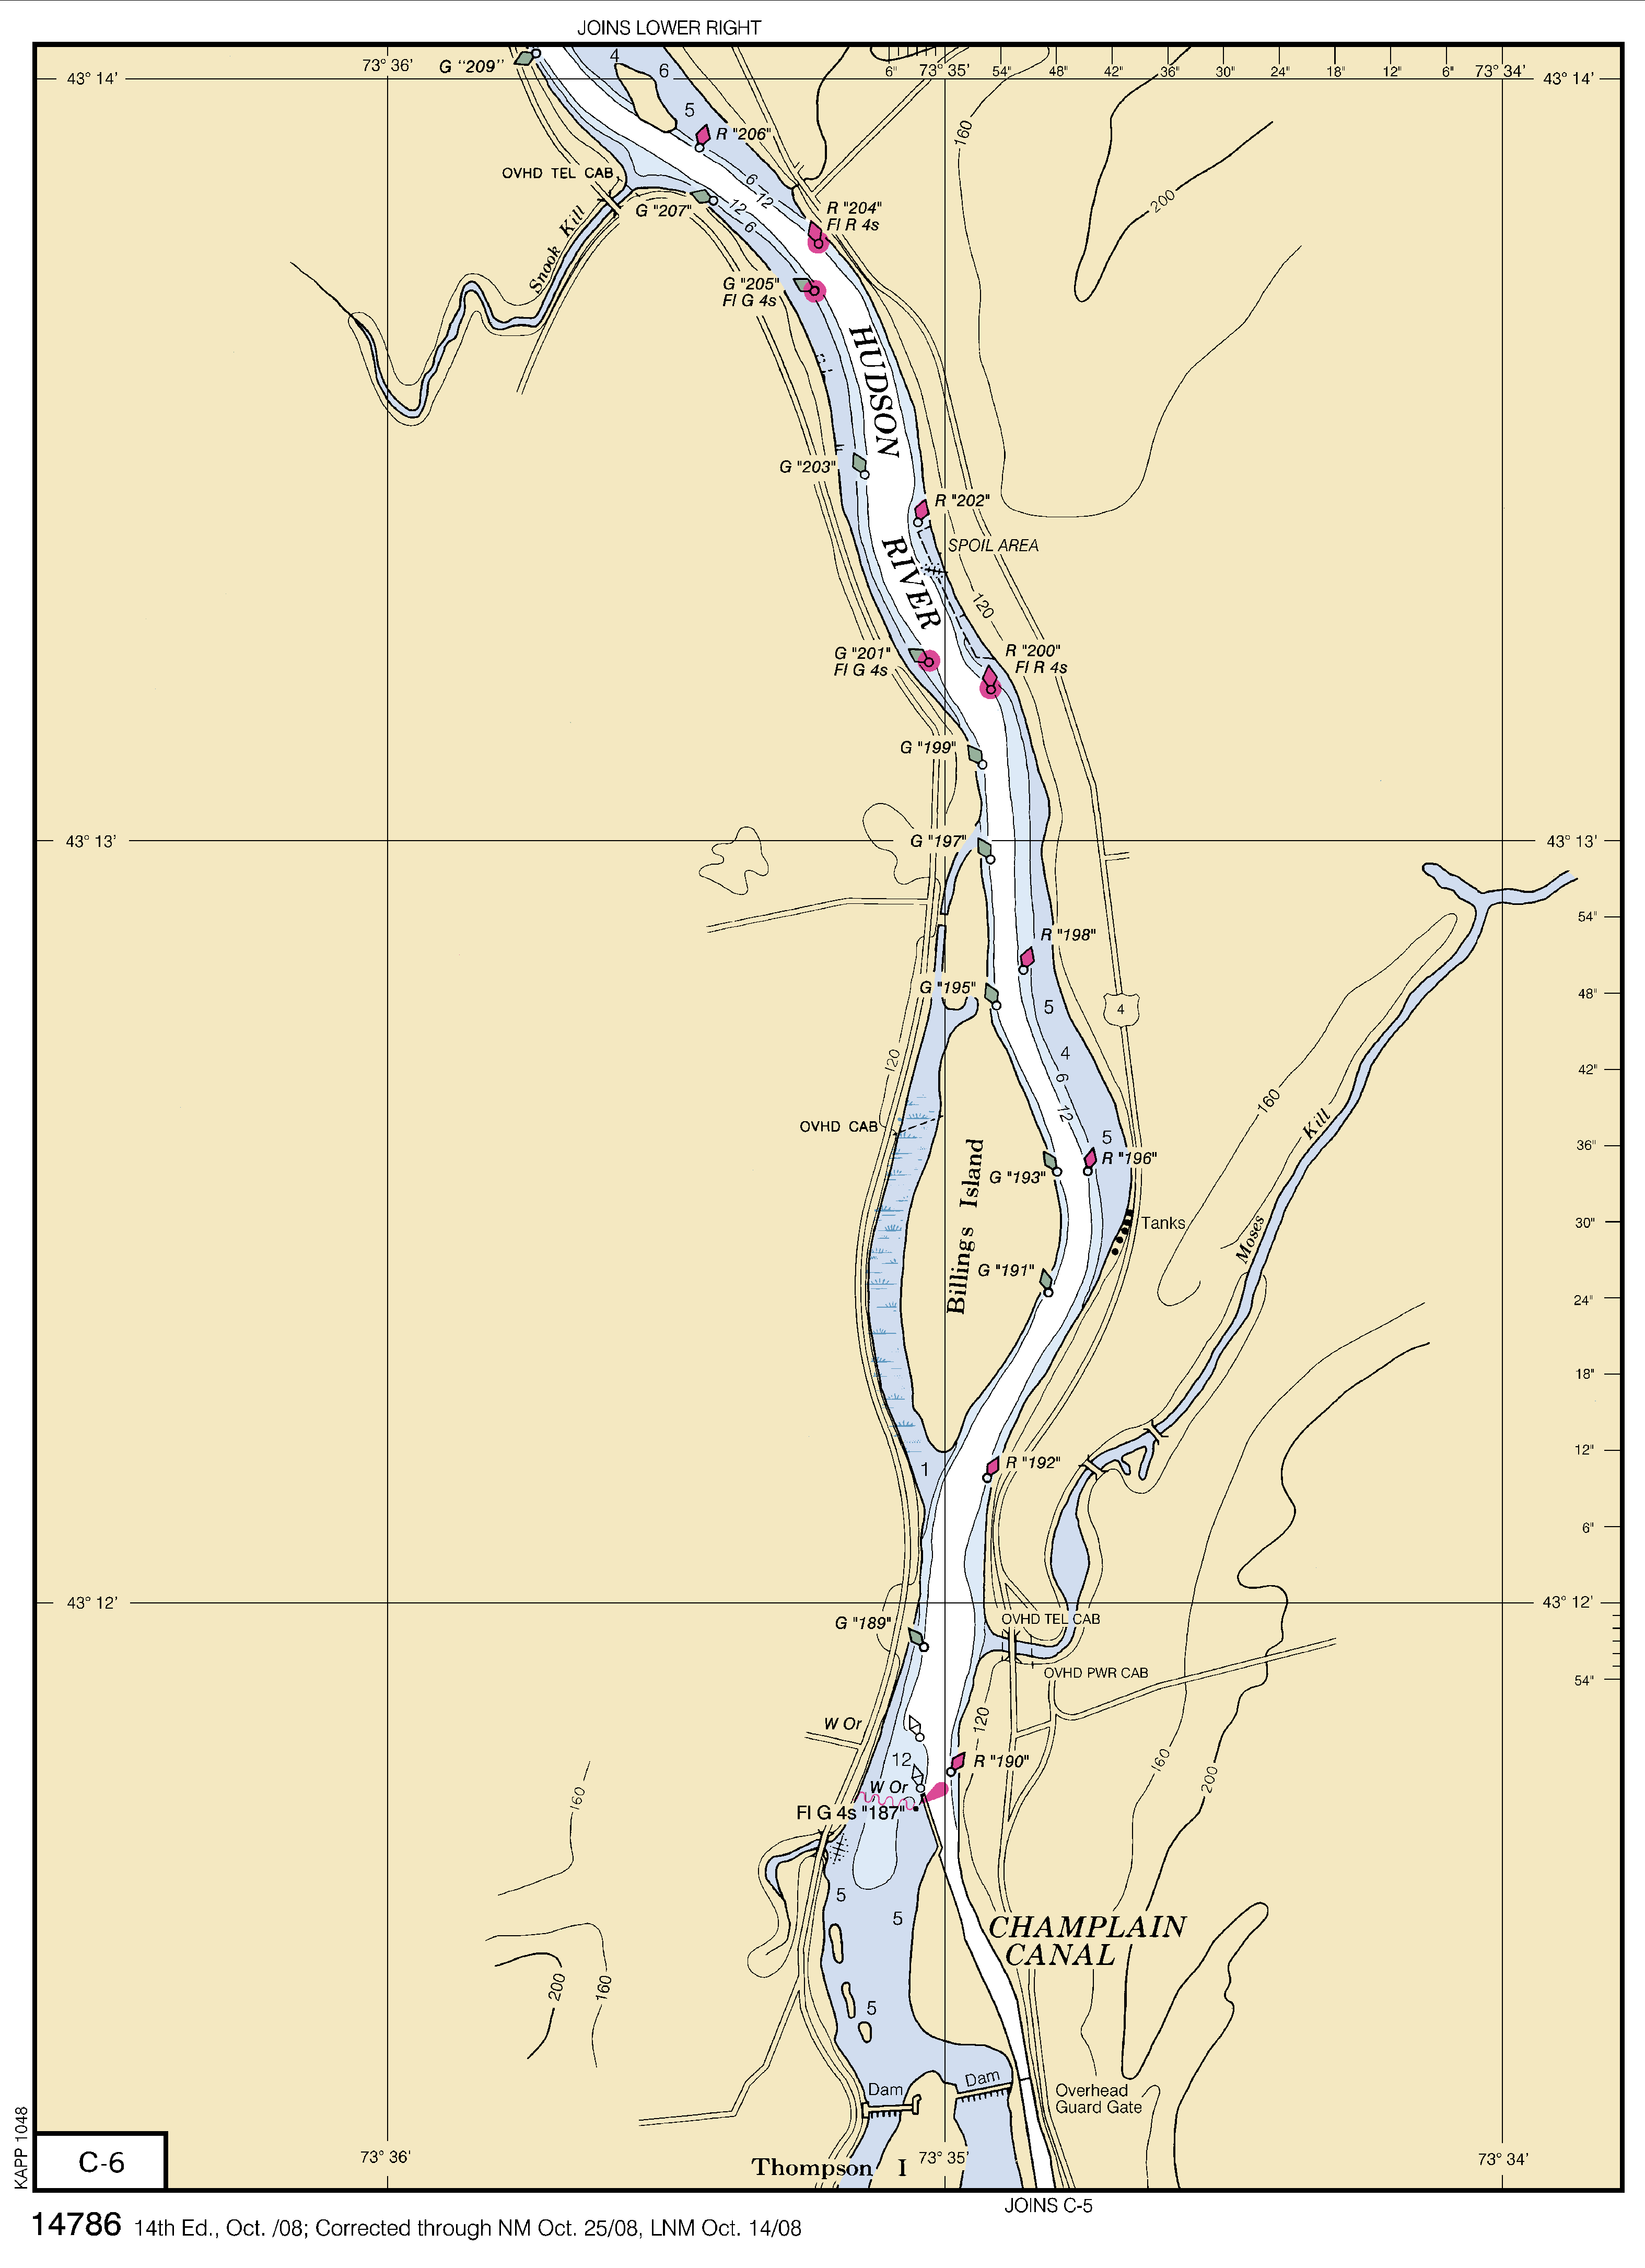 JOINS LOWER RIGHT
43° 14'
73° 36'
G "209"
4
6
6"
73° 35'
54"
48"
42"
36"
30"
24"
18"
12"
6"
73° 34'
43° 14'
5
R "206"
160
OVHD TEL CAB
6
12
200
G "207"
12
6
R "204"
Fl R 4s
Snook Kill
G "205"
Fl G 4s
HUDSON
G "203"
R "202"
SPOIL AREA
RIVER
120
G "201"
Fl G 4s
R "200"
Fl R 4s
G "199"
43° 13'
G "197"
43° 13'
54"
R "198"
G "195"
48"
5
4
120
4
6
42"
12
160
OVHD CAB
Kill
5
36"
R "196"
G "193"
Billings Island
Tanks
30"
Moses
G "191"
24"
18"
12"
1
R "192"
6"
43° 12'
43° 12'
G "189"
OVHD TEL CAB
OVHD PWR CAB
54"
W Or
120
12
R "190"
160
200
W Or
160
Fl G 4s "187"
5
5
CHAMPLAIN
CANAL
200
160
5
Dam
Dam
Overhead
Guard Gate
KAPP 1048
C-6
73° 36'
73° 35'
73° 34'
Thompson I
JOINS C-5
14786 14th Ed., Oct. /08; Corrected through NM Oct. 25/08, LNM Oct. 14/08